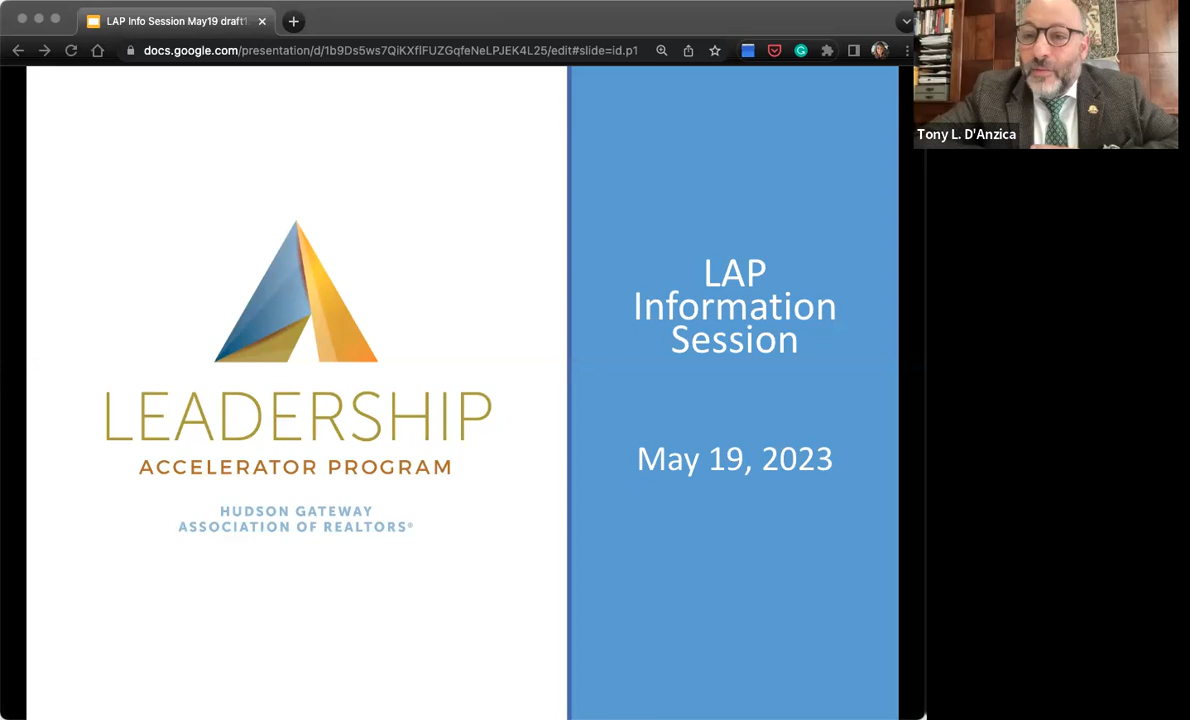 LAP Info Session May19 draft1
docs.google.com/presentation/d/1b9Ds5ws7QiKXflFUZGqfeNeLPJEK4L25/edit#slide=id.p1
Tony L. D'Anzica
LEADERSHIP
ACCELERATOR PROGRAM
HUDSON GATEWAY
ASSOCIATION OF REALTORS®
LAP
Information
Session
May 19, 2023